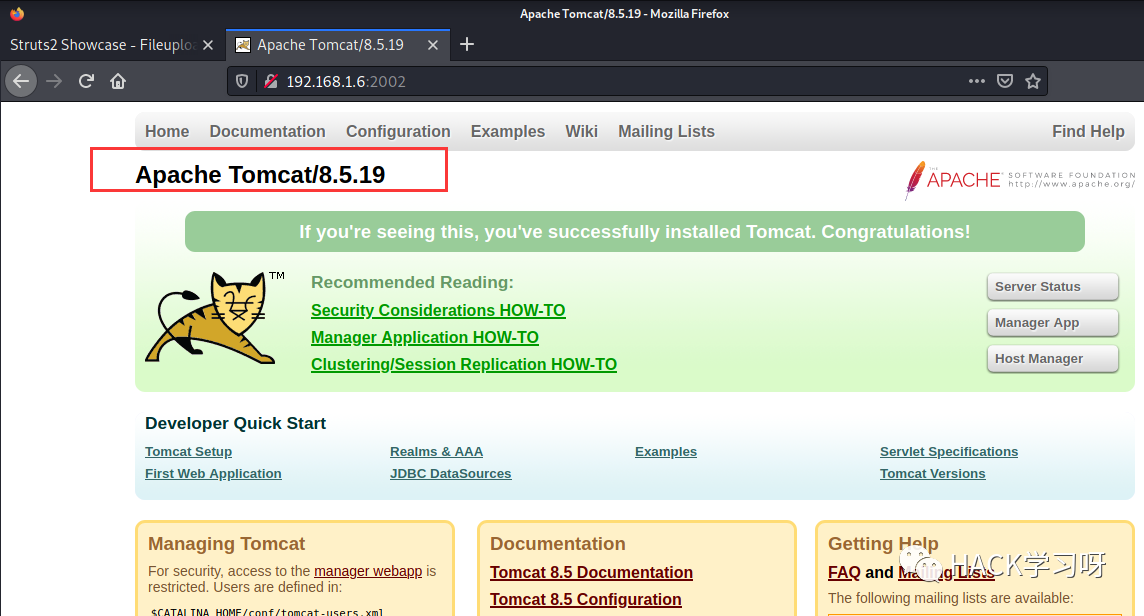 Apache Tomcat/8.5.19 - Mozilla Firefox
Struts2 Showcase - Fileuplo
Apache Tomcat/8.5.19
192.168.1.6:2002
Home Documentation Configuration Examples Wiki Mailing Lists Find Help
Apache Tomcat/8.5.19
THE
APACHE SOFTWARE FOUNDATION
http://www.apache.org/
If you're seeing this, you've successfully installed Tomcat. Congratulations!
TM
Recommended Reading:
Security Considerations HOW-TO
Manager Application HOW-TO
Clustering/Session Replication HOW-TO
Server Status
Manager App
Host Manager
Developer Quick Start
Tomcat Setup
First Web Application
Realms & AAA
JDBC DataSources
Examples
Servlet Specifications
Tomcat Versions
Managing Tomcat
For security, access to the manager webapp is
restricted. Users are defined in:
$CATALINA_HOME/conf/tomcat-users.xml
Documentation
Tomcat 8.5 Documentation
Tomcat 8.5 Configuration
Getting Help
FAQ and Mailing Lists
The following mailing lists are available:
HACK学习呀